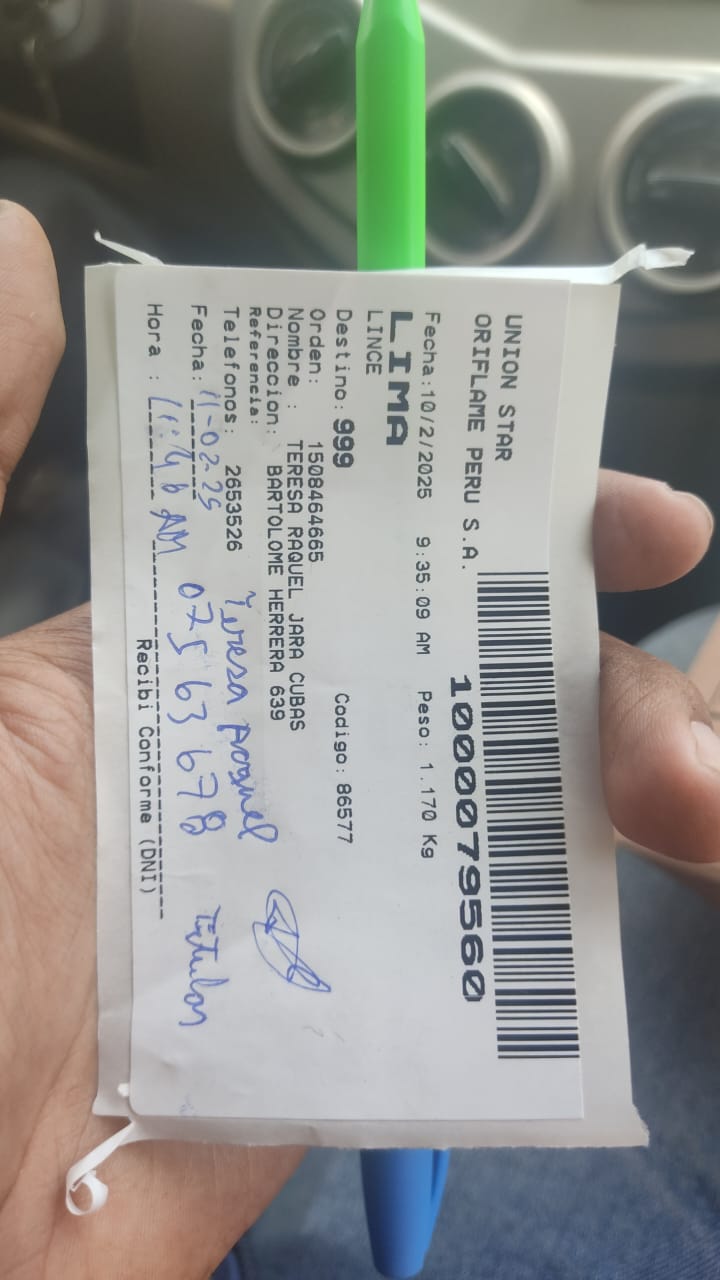 UNION STAR
ORIFLAME PERU S.A.
1000079560
Fecha:10/2/2025 9:35:09 AM Peso: 1.170 Kg
LIMA
LINCE
Destino: 999 Codigo: 86577
Orden: 1508464665
Nombre : TERESA RAQUEL JARA CUBAS
Direccion: BARTOLOME HERRERA 639
Referencia:
Telefonos: 2653526 Teresa Raquel
Fecha: 11-02-25 07563678 Titular
Hora : 11:40 AM
Recibi Conforme (DNI)